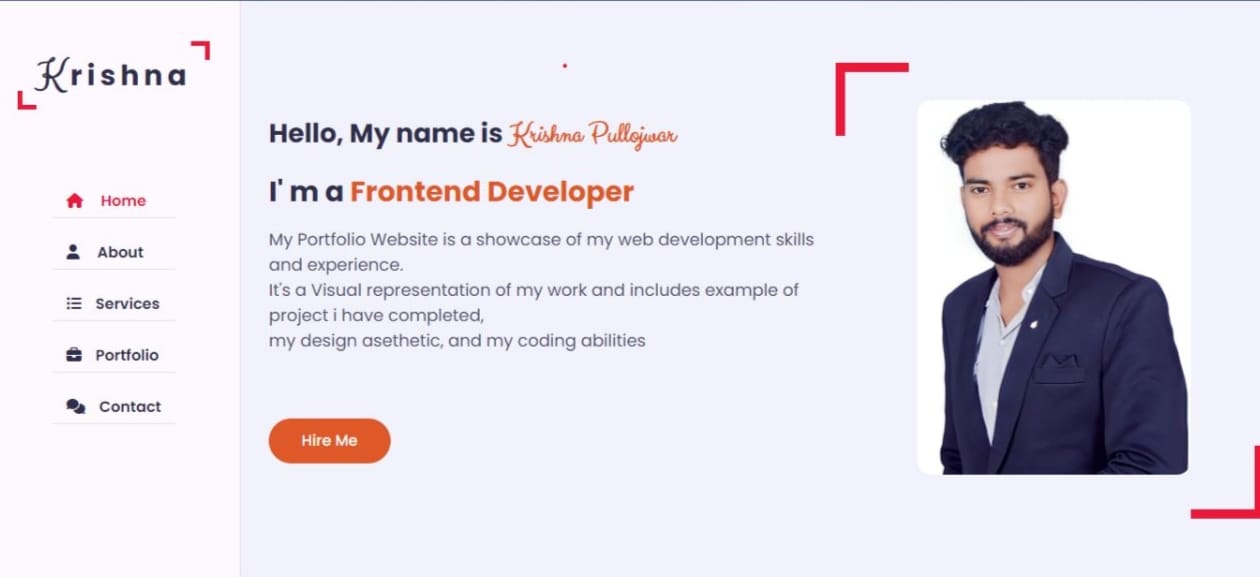 Krishna
Home
About
Services
Portfolio
Contact
Hello, My name is Krishna Pullojwar
I' m a Frontend Developer
My Portfolio Website is a showcase of my web development skills
and experience.
It's a Visual representation of my work and includes example of
project i have completed,
my design asethetic, and my coding abilities
Hire Me